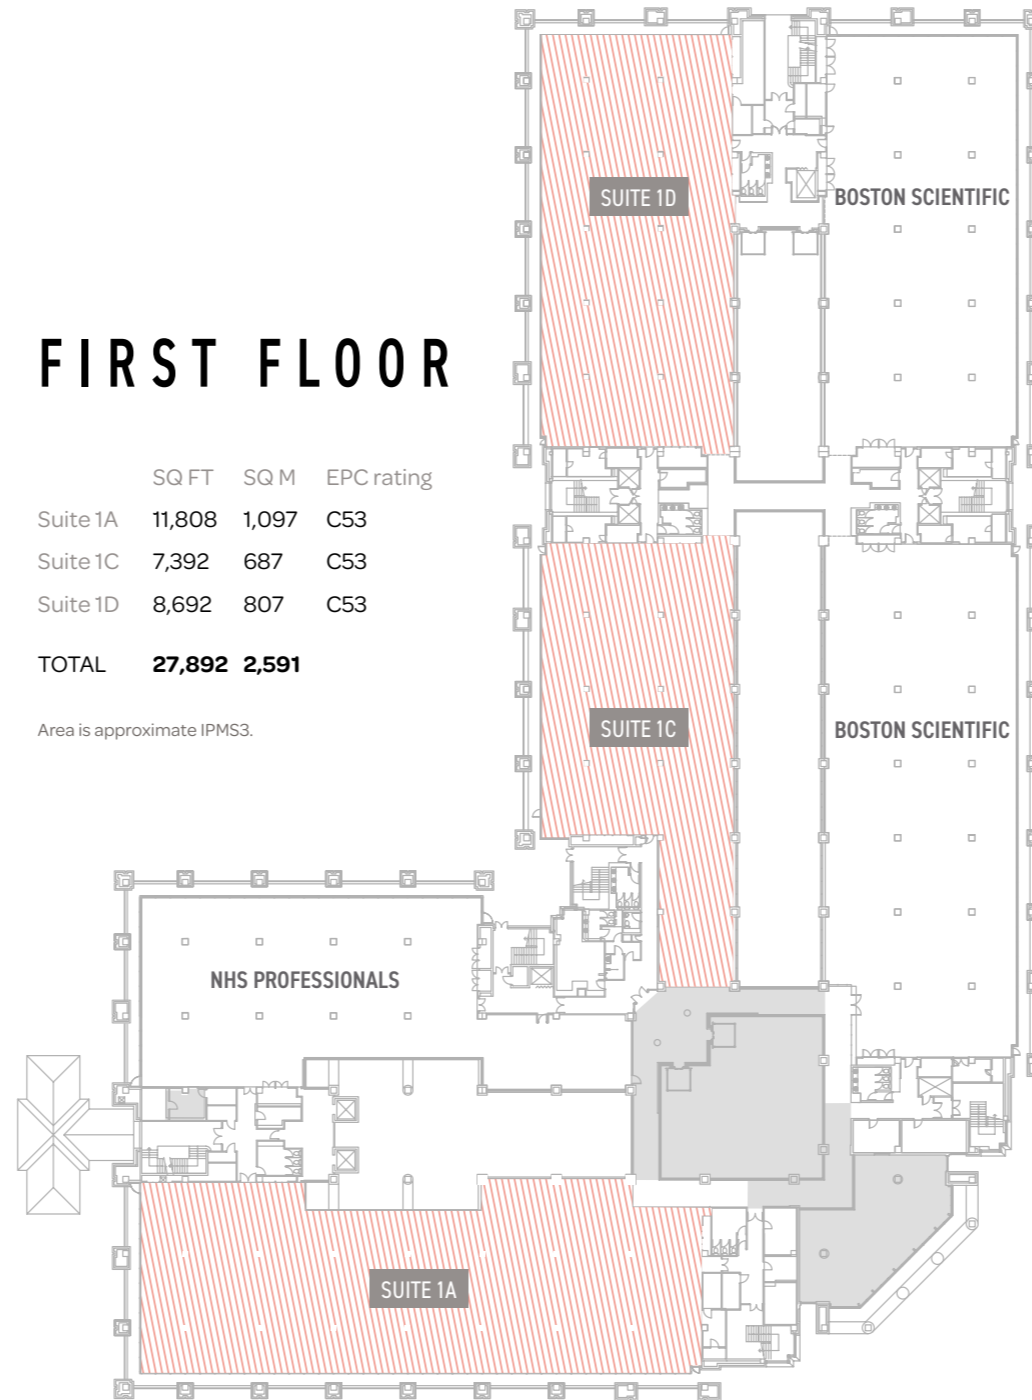 FIRST FLOOR
SQ FT SQ M EPC rating
Suite 1A 11,808 1,097 C53
Suite 1C 7,392 687 C53
Suite 1D 8,692 807 C53
TOTAL 27,892 2,591
Area is approximate IPMS3.
SUITE 1D
BOSTON SCIENTIFIC
SUITE 1C
BOSTON SCIENTIFIC
NHS PROFESSIONALS
SUITE 1A